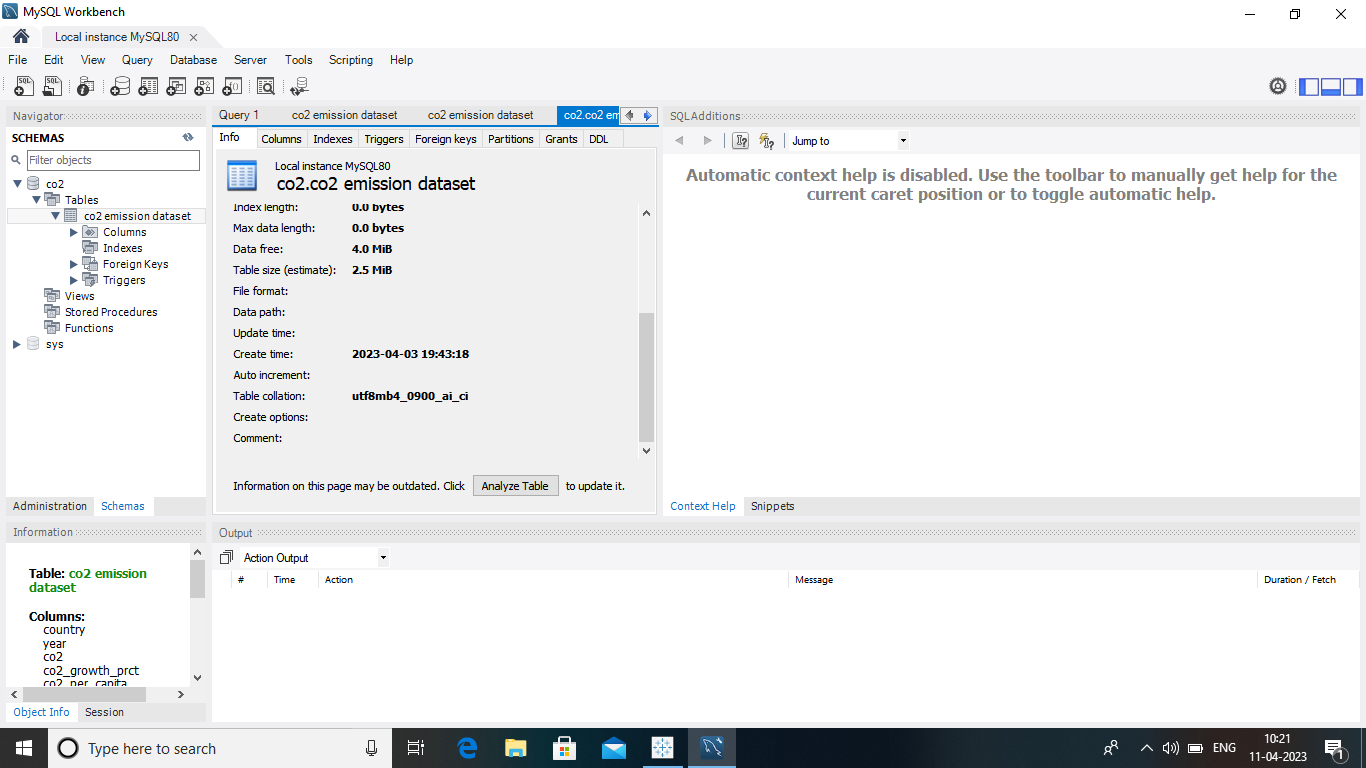 MySQL Workbench
Local instance MySQL80
File Edit View Query Database Server Tools Scripting Help
Navigator
SCHEMAS
Filter objects
co2
Tables
co2 emission dataset
Columns
Indexes
Foreign Keys
Triggers
Views
Stored Procedures
Functions
sys
Administration Schemas
Information
Table: co2 emission
dataset
Columns:
country
year
co2
co2_growth_prct
co2_per_capita
Object Info Session
Query 1 co2 emission dataset co2 emission dataset co2.co2 em
Info Columns Indexes Triggers Foreign keys Partitions Grants DDL
Local instance MySQL80
co2.co2 emission dataset
Index length: 0.0 bytes
Max data length: 0.0 bytes
Data free: 4.0 MiB
Table size (estimate): 2.5 MiB
File format:
Data path:
Update time:
Create time: 2023-04-03 19:43:18
Auto increment:
Table collation: utf8mb4_0900_ai_ci
Create options:
Comment:
Information on this page may be outdated. Click Analyze Table to update it.
SQLAdditions
Jump to
Automatic context help is disabled. Use the toolbar to manually get help for the
current caret position or to toggle automatic help.
Context Help Snippets
Output
Action Output
# Time Action Message Duration / Fetch
Type here to search
ENG
10:21
11-04-2023
1